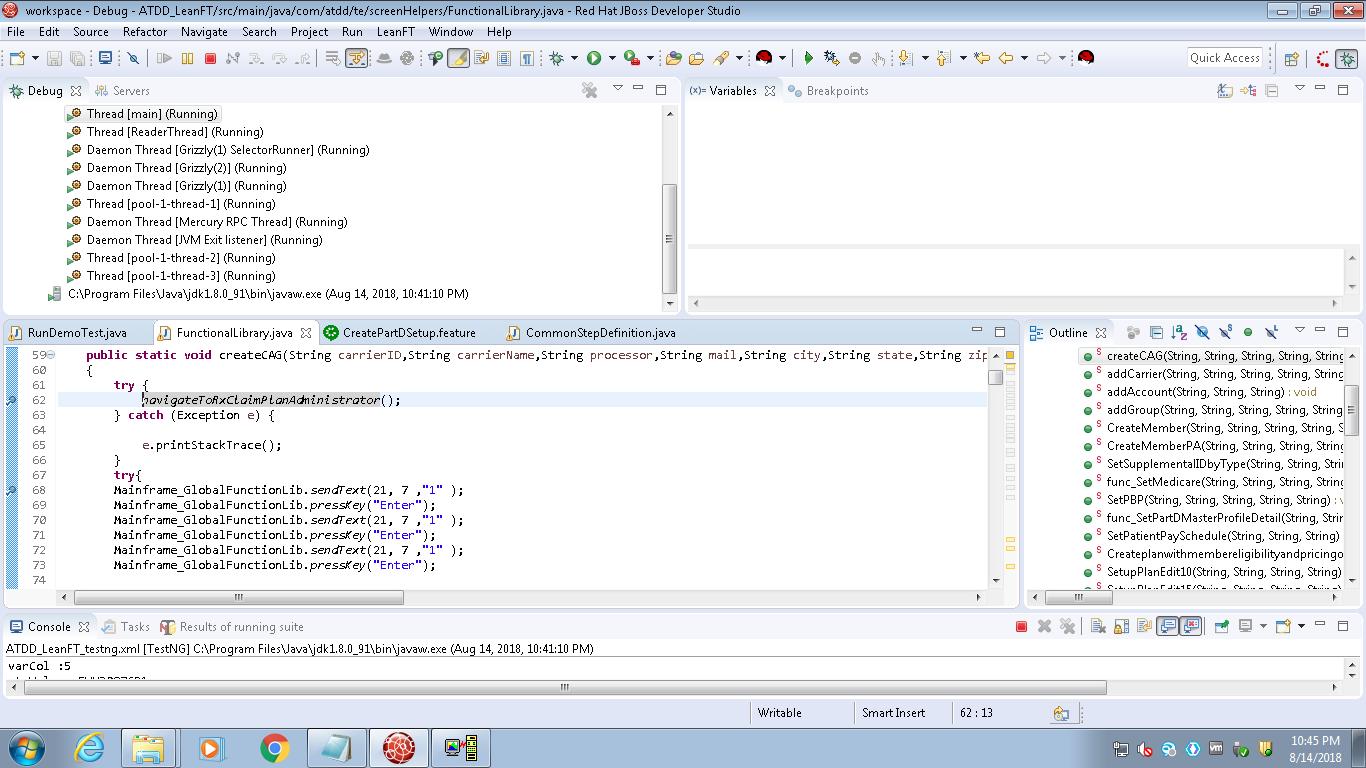 workspace - Debug - ATDD_LeanFT/src/main/java/com/atdd/te/screenHelpers/FunctionalLibrary.java - Red Hat JBoss Developer Studio
File Edit Source Refactor Navigate Search Project Run LeanFT Window Help
Quick Access
Debug Servers
Thread [main] (Running)
Thread [ReaderThread] (Running)
Daemon Thread [Grizzly(1) SelectorRunner] (Running)
Daemon Thread [Grizzly(2)] (Running)
Daemon Thread [Grizzly(1)] (Running)
Thread [pool-1-thread-1] (Running)
Daemon Thread [Mercury RPC Thread] (Running)
Daemon Thread [JVM Exit listener] (Running)
Thread [pool-1-thread-2] (Running)
Thread [pool-1-thread-3] (Running)
C:\Program Files\Java\jdk1.8.0_91\bin\javaw.exe (Aug 14, 2018, 10:41:10 PM)
(x)= Variables Breakpoints
RunDemoTest.java FunctionalLibrary.java CreatePartDSetup.feature CommonStepDefinition.java
59 public static void createCAG(String carrierID,String carrierName,String processor,String mail,String city,String state,String zip
60 {
61 try {
62 navigateToRxClaimPlanAdministrator();
63 } catch (Exception e) {
64
65 e.printStackTrace();
66 }
67 try{
68 Mainframe_GlobalFunctionLib.sendText(21, 7 ,"1" );
69 Mainframe_GlobalFunctionLib.pressKey("Enter");
70 Mainframe_GlobalFunctionLib.sendText(21, 7 ,"1" );
71 Mainframe_GlobalFunctionLib.pressKey("Enter");
72 Mainframe_GlobalFunctionLib.sendText(21, 7 ,"1" );
73 Mainframe_GlobalFunctionLib.pressKey("Enter");
74
Outline
createCAG(String, String, String, String, String
addCarrier(String, String, String, String, String
addAccount(String, String, String) : void
addGroup(String, String, String, String, String
CreateMember(String, String, String, String, St
CreateMemberPA(String, String, String, String,
SetSupplementalIDbyType(String, String, Stri
func_SetMedicare(String, String, String, String
SetPBP(String, String, String, String, String) : v
func_SetPartDMasterProfileDetail(String, Strin
SetPatientPaySchedule(String, String, String)
Createplanwithmembereligibilityandpricingo
SetupPlanEdit10(String, String, String, String)
Console Tasks Results of running suite
ATDD_LeanFT_testng.xml [TestNG] C:\Program Files\Java\jdk1.8.0_91\bin\javaw.exe (Aug 14, 2018, 10:41:10 PM)
varCol :5
Writable Smart Insert 62 : 13
10:45 PM
8/14/2018